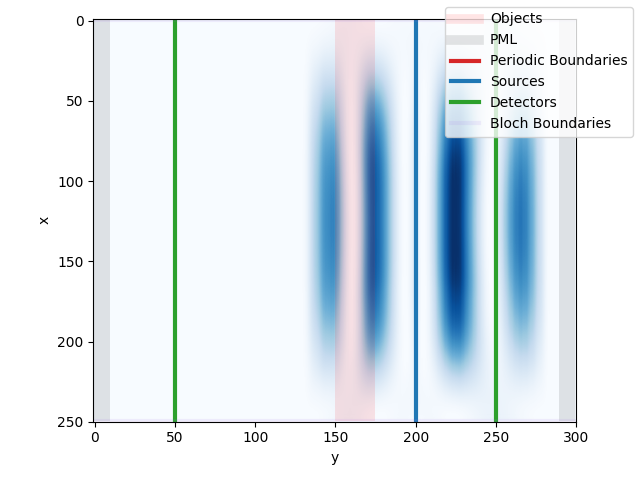 Objects
PML
Periodic Boundaries
Sources
Detectors
Bloch Boundaries
0
50
100
150
200
250
x
0
50
100
150
200
250
300
y